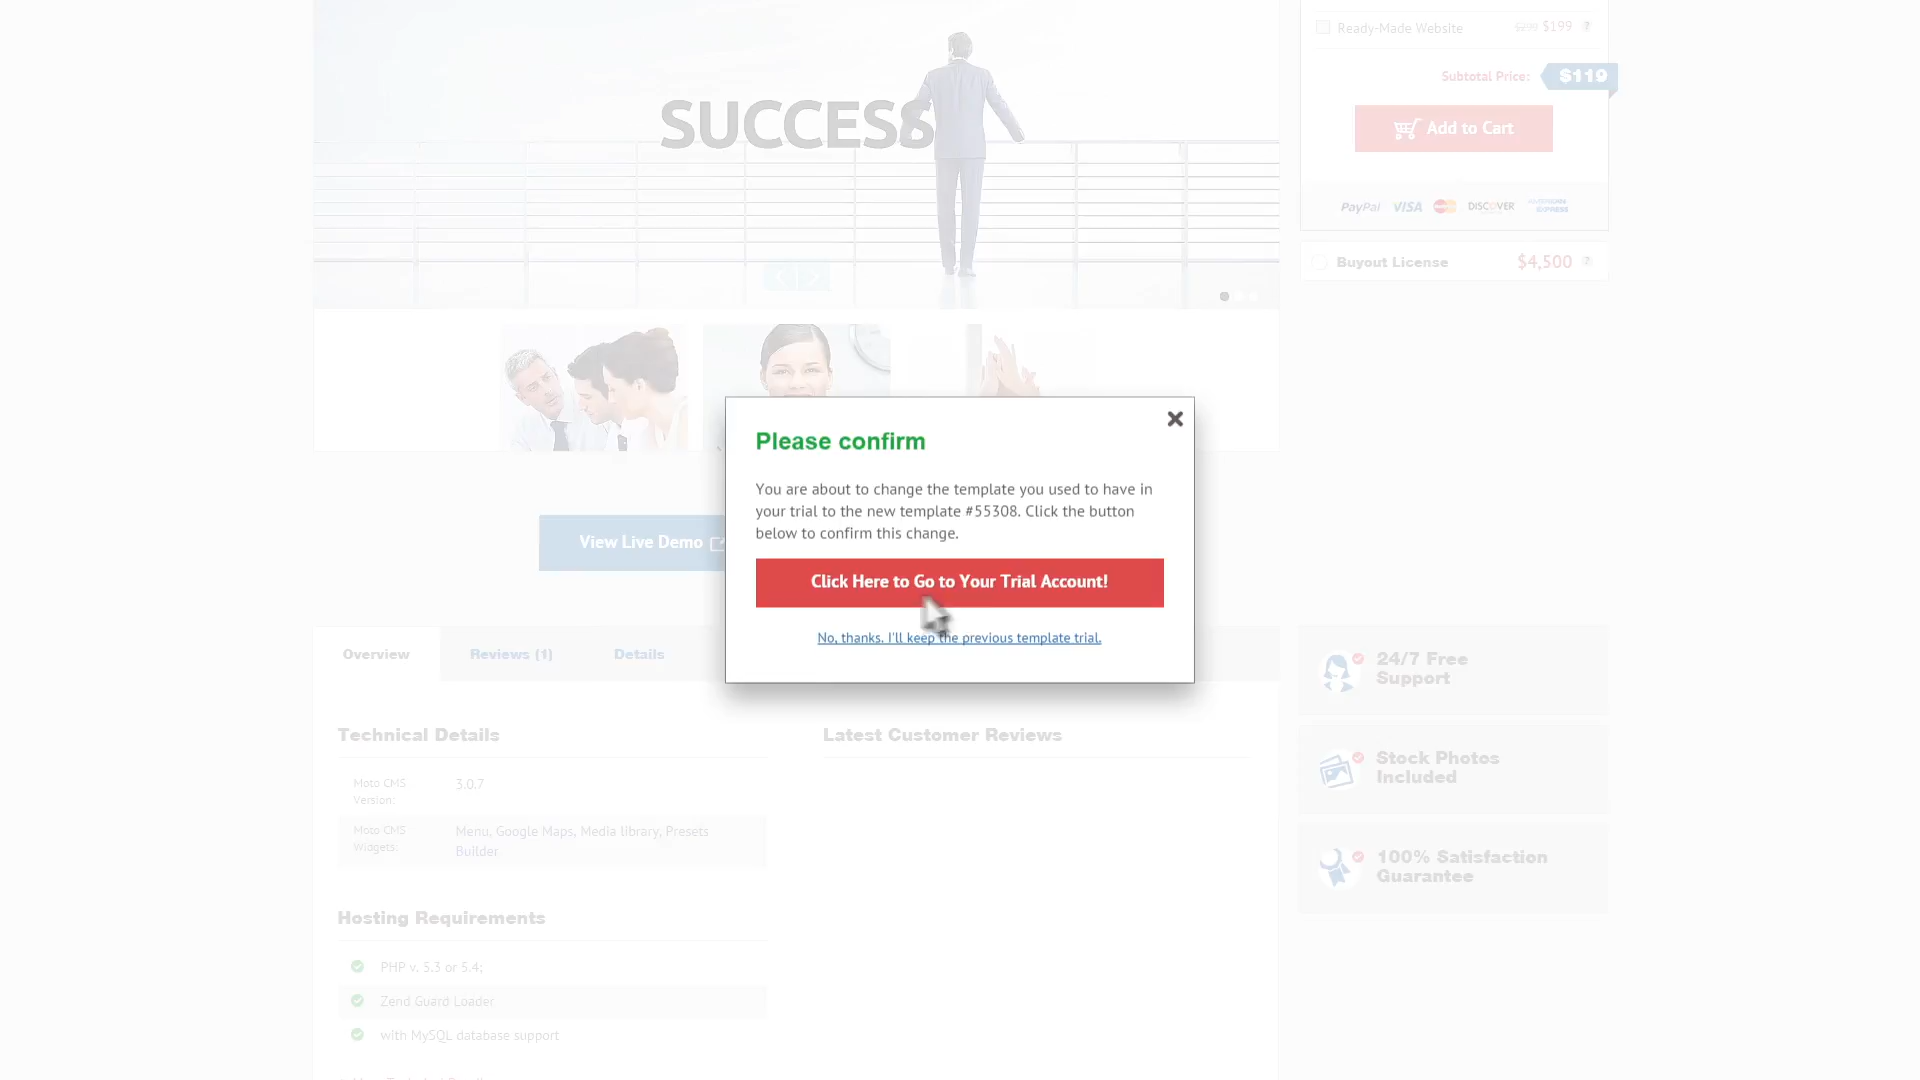 Ready-Made Website $299 $199 ?
Subtotal Price: $119
SUCCESS
Add to Cart
PayPal VISA DISCOVER AMERICAN EXPRESS
Buyout License $4,500 ?
Please confirm
You are about to change the template you used to have in
your trial to the new template #55308. Click the button
below to confirm this change.
Click Here to Go to Your Trial Account!
No, thanks. I'll keep the previous template trial.
View Live Demo
Overview Reviews (1) Details
24/7 Free
Support
Technical Details
Latest Customer Reviews
Stock Photos
Included
Moto CMS
Version:
3.0.7
Moto CMS
Widgets:
Menu, Google Maps, Media library, Presets
Builder
100% Satisfaction
Guarantee
Hosting Requirements
PHP v. 5.3 or 5.4;
Zend Guard Loader
with MySQL database support